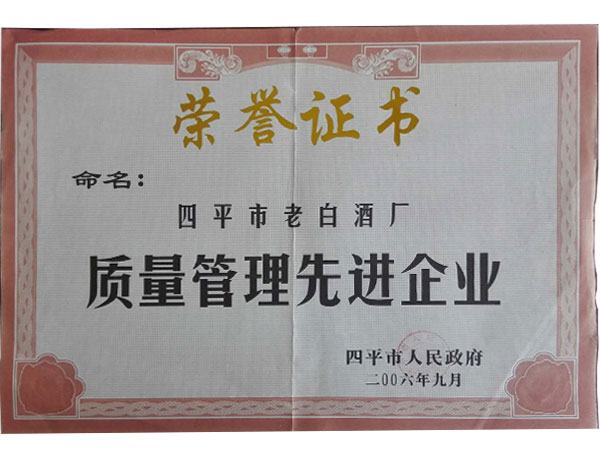 荣誉证书
命名：
四平市老白酒厂
质量管理先进企业
四平市人民政府
二00六年九月